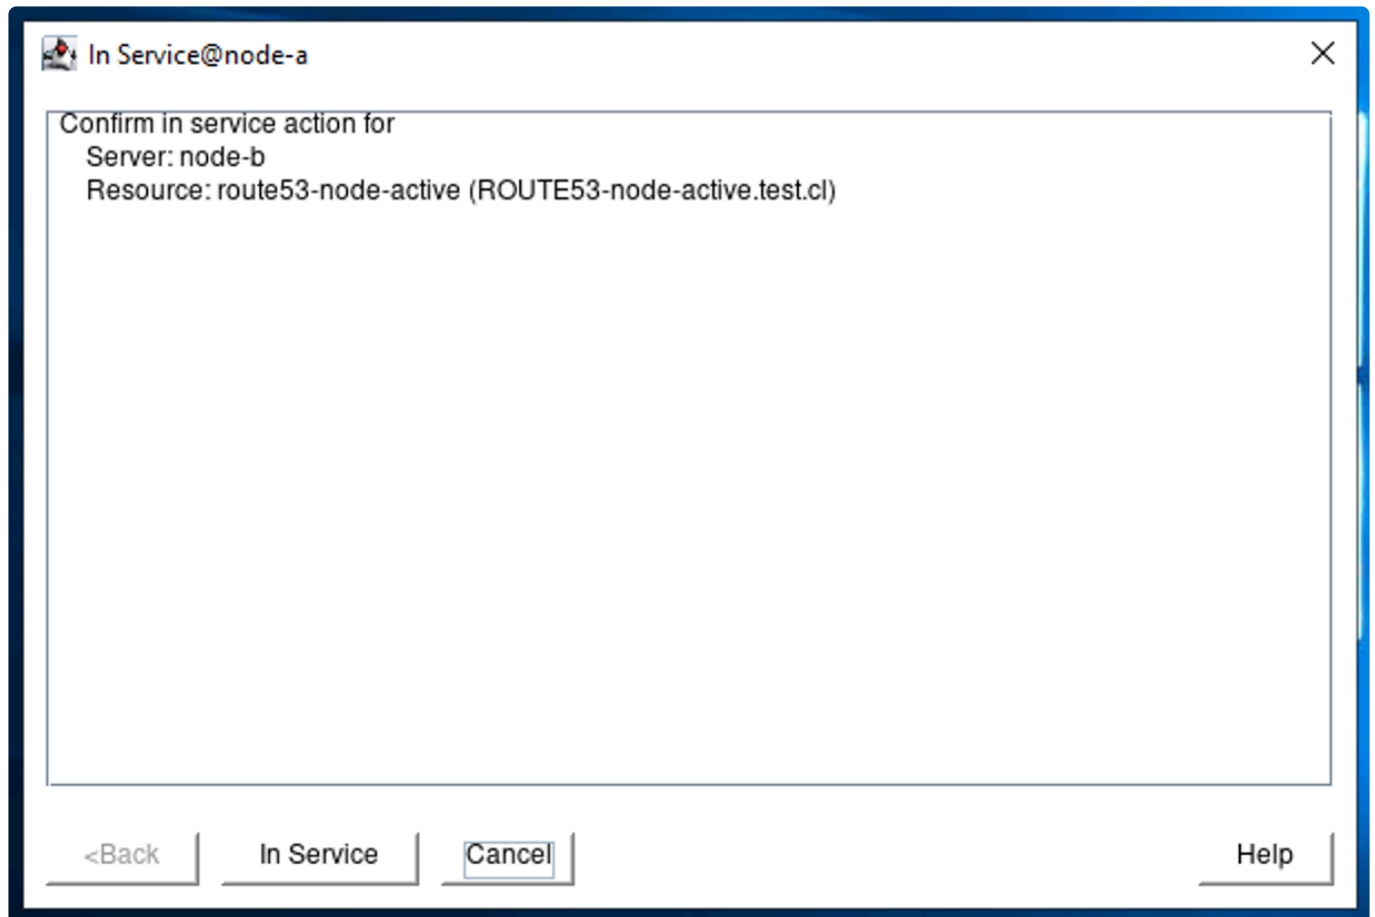 In Service@node-a
Confirm in service action for
Server: node-b
Resource: route53-node-active (ROUTE53-node-active.test.cl)
<Back In Service Cancel Help